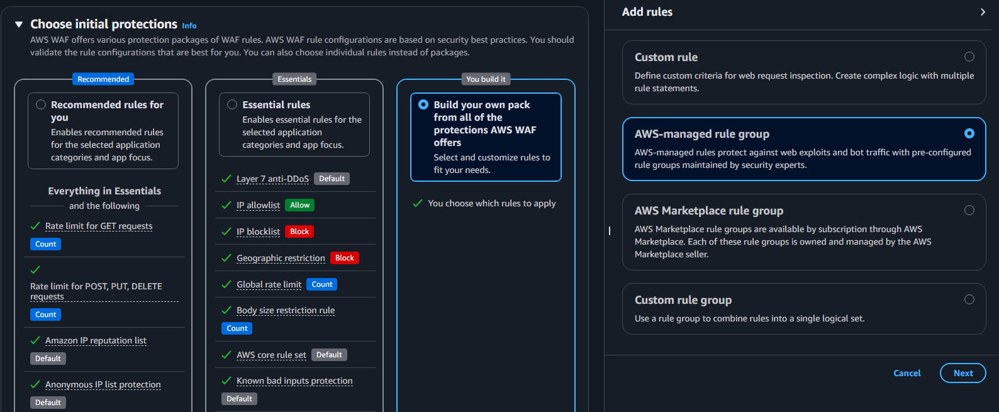 Choose initial protections Info
AWS WAF offers various protection packages of WAF rules. AWS WAF rule configurations are based on security best practices. You should
validate the rule configurations that are best for you. You can also choose individual rules instead of packages.
Recommended
Recommended rules for
you
Enables recommended rules
for the selected application
categories and app focus.
Everything in Essentials
and the following
Rate limit for GET requests
Count
Rate limit for POST, PUT, DELETE
requests
Count
Amazon IP reputation list
Default
Anonymous IP list protection
Default
Essentials
Essential rules
Enables essential rules for the
selected application
categories and app focus.
Layer 7 anti-DDoS Default
IP allowlist Allow
IP blocklist Block
Geographic restriction Block
Global rate limit Count
Body size restriction rule
Count
AWS core rule set Default
Known bad inputs protection
Default
You build it
Build your own pack
from all of the
protections AWS WAF
offers
Select and customize rules to
fit your needs.
You choose which rules to apply
Add rules
Custom rule
Define custom criteria for web request inspection. Create complex logic with multiple
rule statements.
AWS-managed rule group
AWS-managed rules protect against web exploits and bot traffic with pre-configured
rule groups maintained by security experts.
AWS Marketplace rule group
AWS Marketplace rule groups are available by subscription through AWS
Marketplace. Each of these rule groups is owned and managed by the AWS
Marketplace seller.
Custom rule group
Use a rule group to combine rules into a single logical set.
Cancel Next